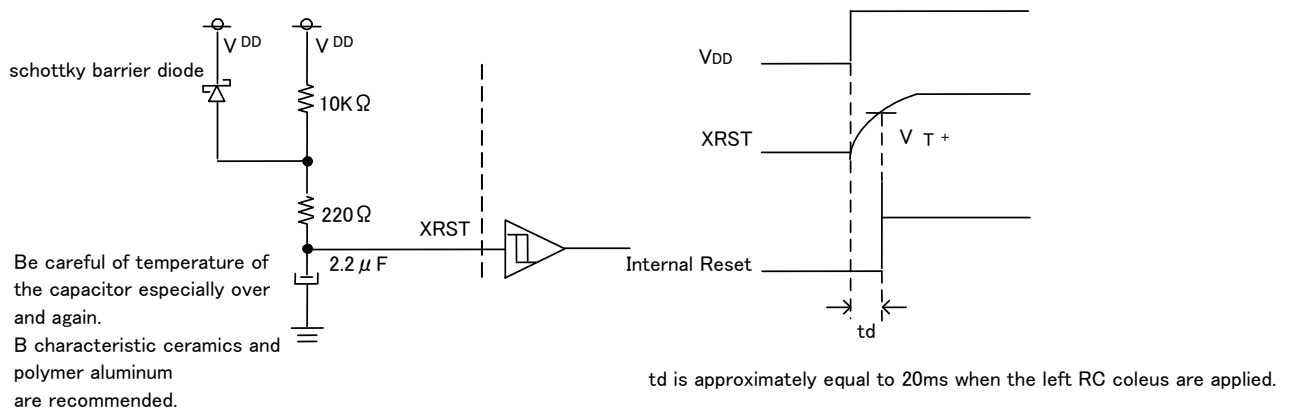 V DD
V DD
schottky barrier diode
10KΩ
220Ω
XRST
2.2 μ F
Be careful of temperature of
the capacitor especially over
and again.
B characteristic ceramics and
polymer aluminum
are recommended.
VDD
XRST
V T +
Internal Reset
td
td is approximately equal to 20ms when the left RC coleus are applied.